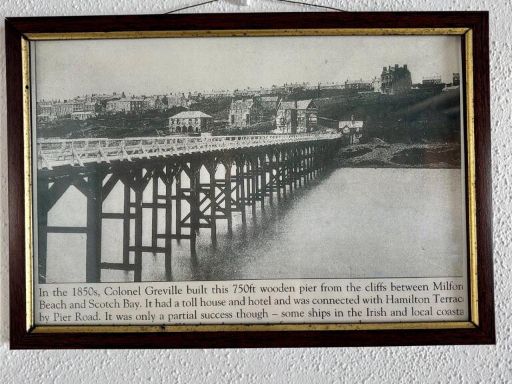 In the 1850s, Colonel Greville built this 750ft wooden pier from the cliffs between Milfor
Beach and Scotch Bay. It had a toll house and hotel and was connected with Hamilton Terrac
by Pier Road. It was only a partial success though – some ships in the Irish and local coasta